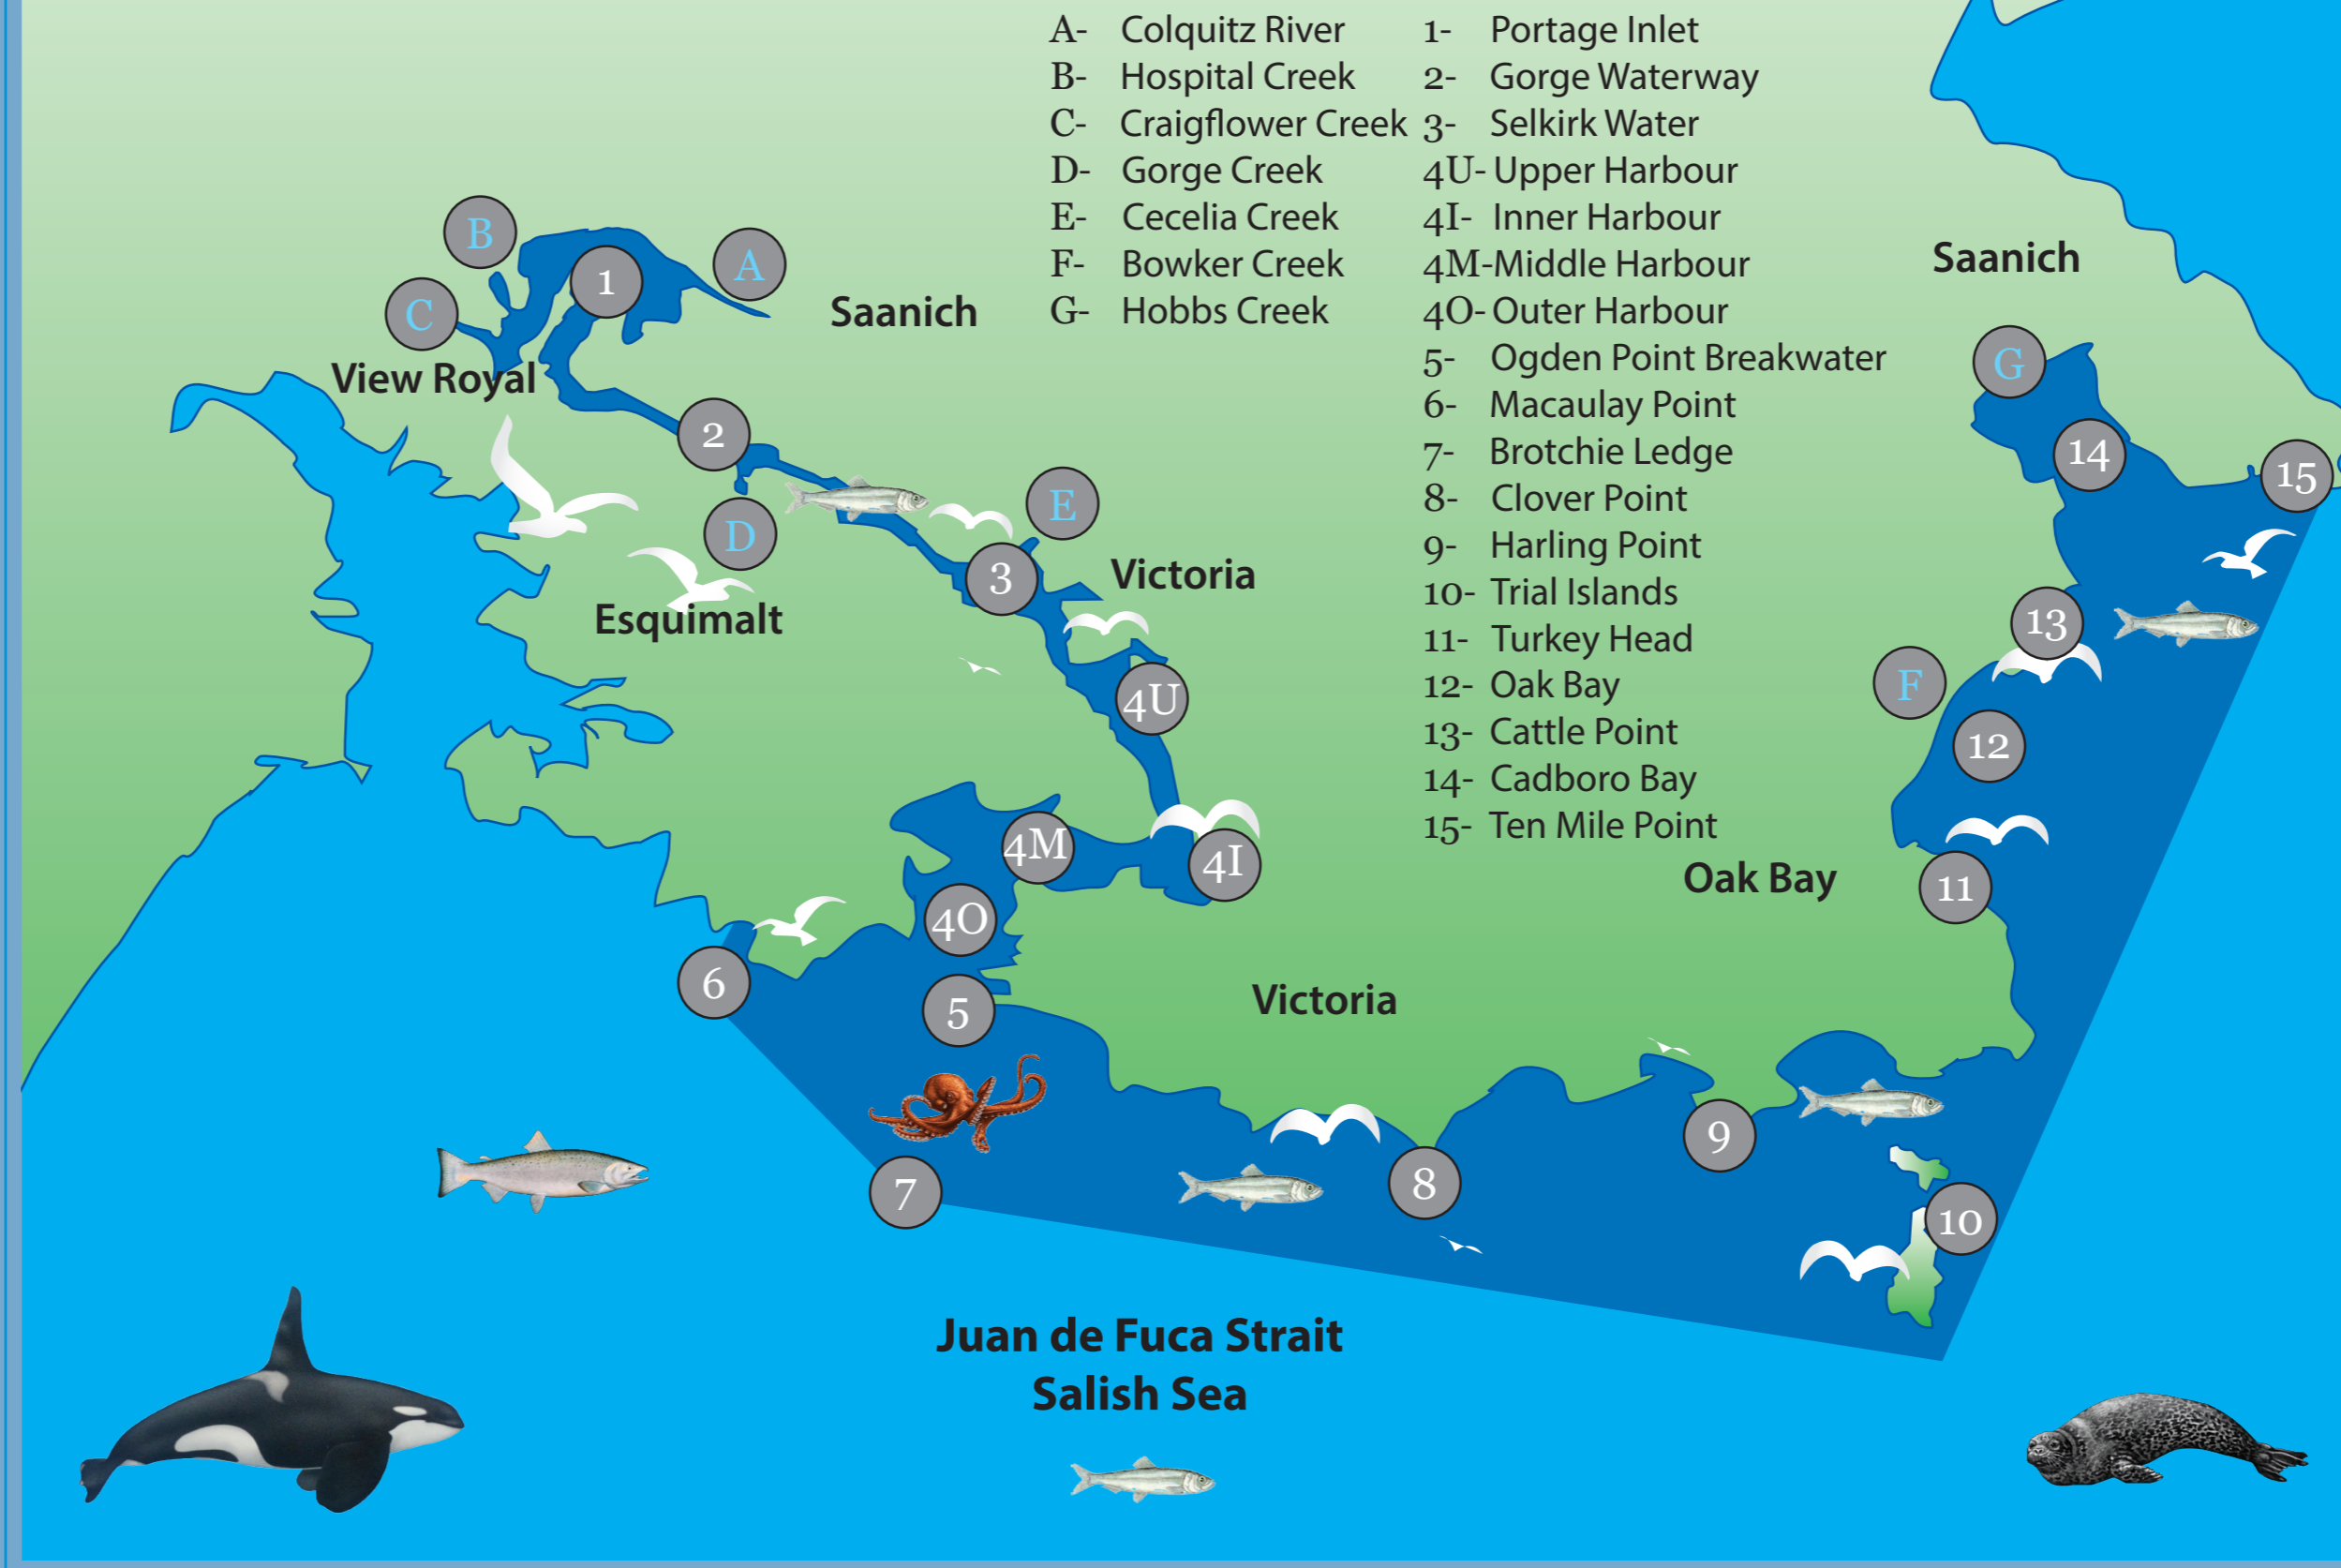 A- Colquitz River
B- Hospital Creek
C- Craigflower Creek
D- Gorge Creek
E- Cecelia Creek
F- Bowker Creek
G- Hobbs Creek
1- Portage Inlet
2- Gorge Waterway
3- Selkirk Water
4U- Upper Harbour
4I- Inner Harbour
4M- Middle Harbour
4O- Outer Harbour
5- Ogden Point Breakwater
6- Macaulay Point
7- Brotchie Ledge
8- Clover Point
9- Harling Point
10- Trial Islands
11- Turkey Head
12- Oak Bay
13- Cattle Point
14- Cadboro Bay
15- Ten Mile Point
B
A
1
C
Saanich
View Royal
2
D
E
3
Victoria
Esquimalt
4U
4M
4I
4O
6
5
Victoria
7
8
9
10
Saanich
G
14
15
13
F
12
Oak Bay
11
Juan de Fuca Strait
Salish Sea